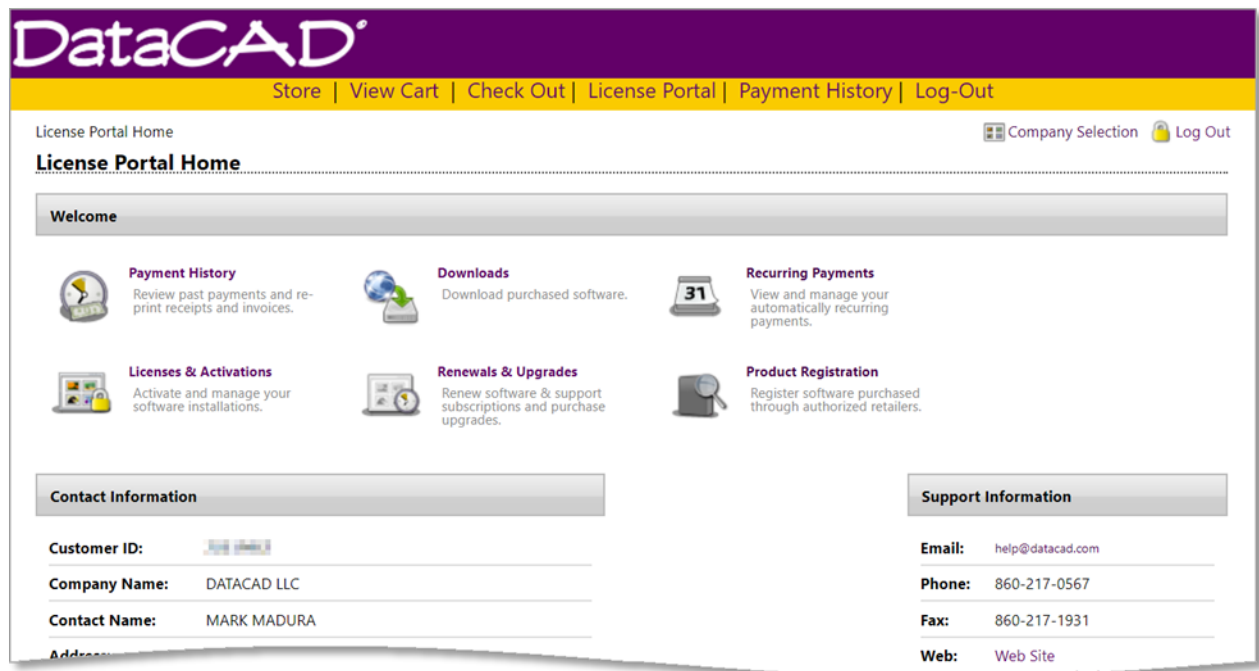 DataCAD
Store | View Cart | Check Out | License Portal | Payment History | Log-Out
License Portal Home
Company Selection
Log Out
License Portal Home
Welcome
Payment History
Review past payments and re-
print receipts and invoices.
Downloads
Download purchased software.
31
Recurring Payments
View and manage your
automatically recurring
payments.
Licenses & Activations
Activate and manage your
software installations.
Renewals & Upgrades
Renew software & support
subscriptions and purchase
upgrades.
Product Registration
Register software purchased
through authorized retailers.
Contact Information
Customer ID:
Company Name: DATACAD LLC
Contact Name: MARK MADURA
Support Information
Email: help@datacad.com
Phone: 860-217-0567
Fax: 860-217-1931
Web: Web Site